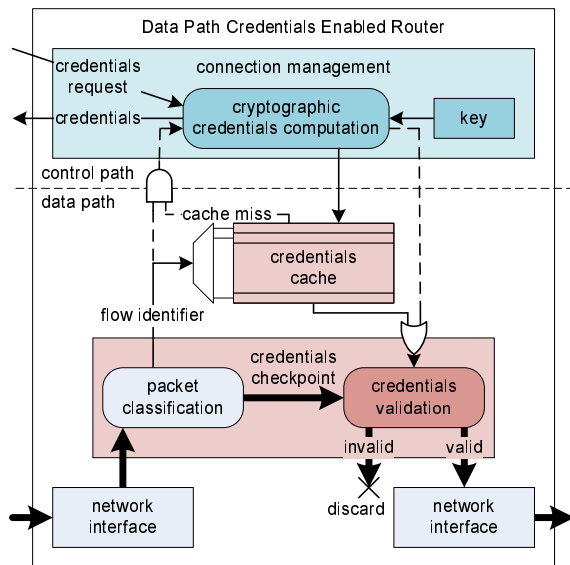 Data Path Credentials Enabled Router
connection management
credentials
request
credentials
cryptographic
credentials computation
key
control path
data path
cache miss
credentials
cache
flow identifier
credentials
checkpoint
packet
classification
credentials
validation
invalid
valid
discard
network
interface
network
interface